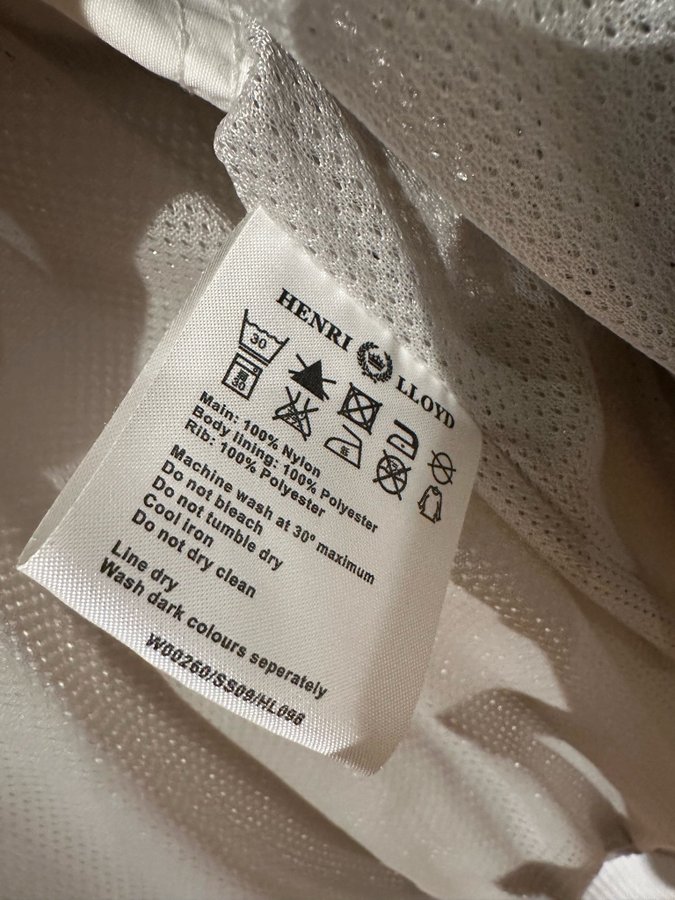 HENRI LLOYD
30
30
Main: 100% Nylon
Body lining: 100% Polyester
Rib: 100% Polyester
Machine wash at 30° maximum
Do not bleach
Do not tumble dry
Cool iron
Do not dry clean
Line dry
Wash dark colours seperately
W00260/SS09/HL098